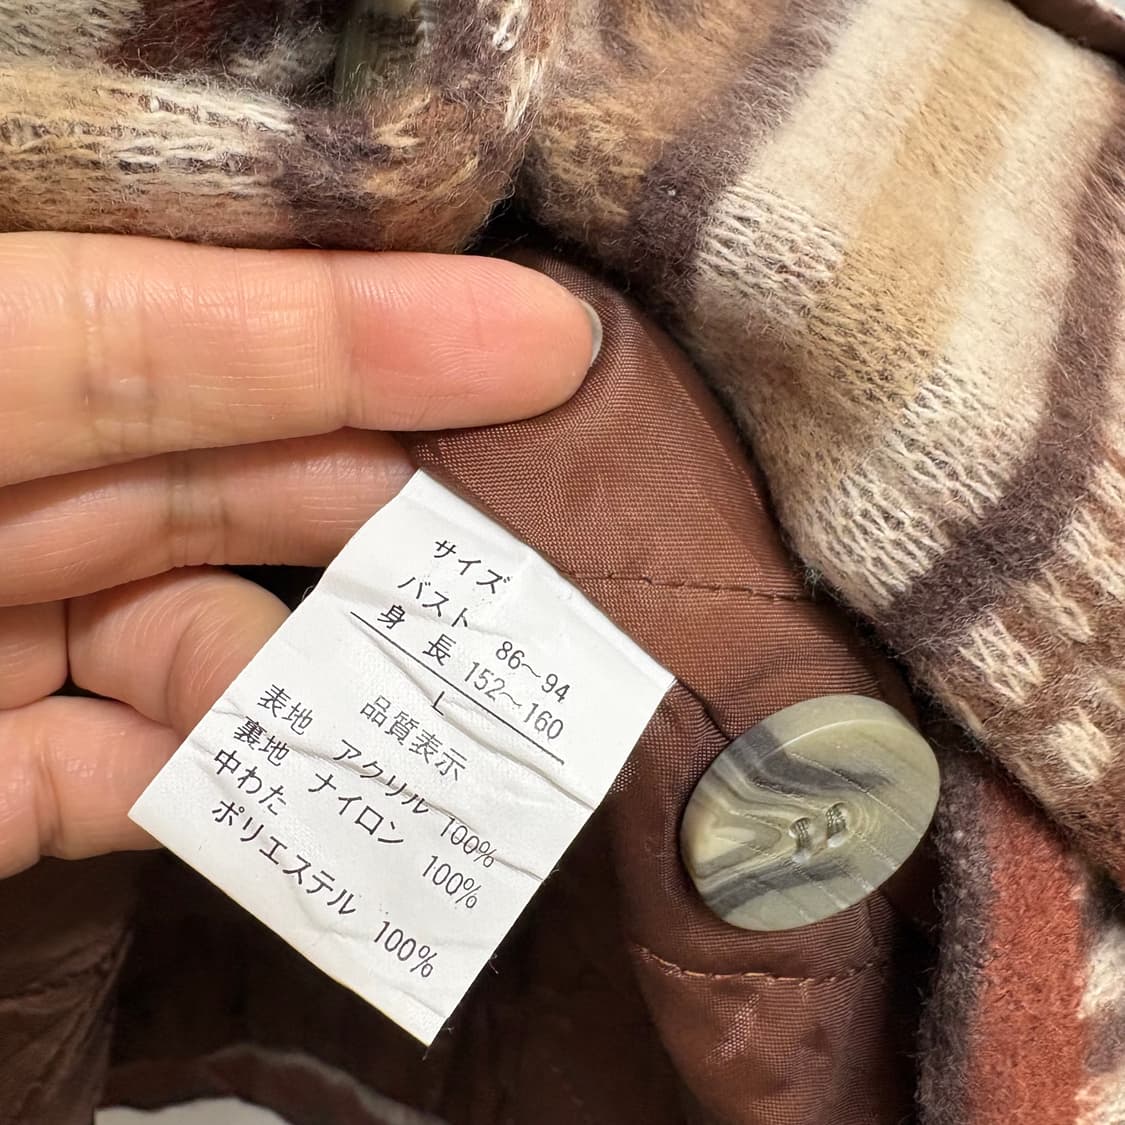 サイズ
バスト 86〜94
身長 152〜160
L
品質表示
表地 アクリル 100%
裏地 ナイロン 100%
中わた
ポリエステル 100%